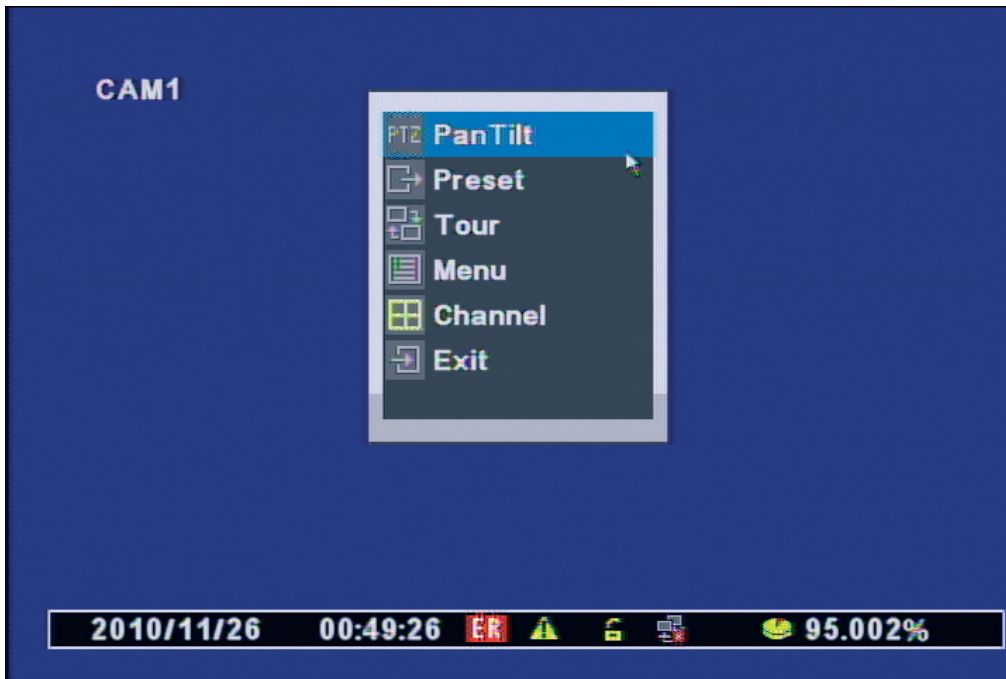 CAM1
PTZ PanTilt
Preset
Tour
Menu
Channel
Exit
2010/11/26 00:49:26 ER 95.002%